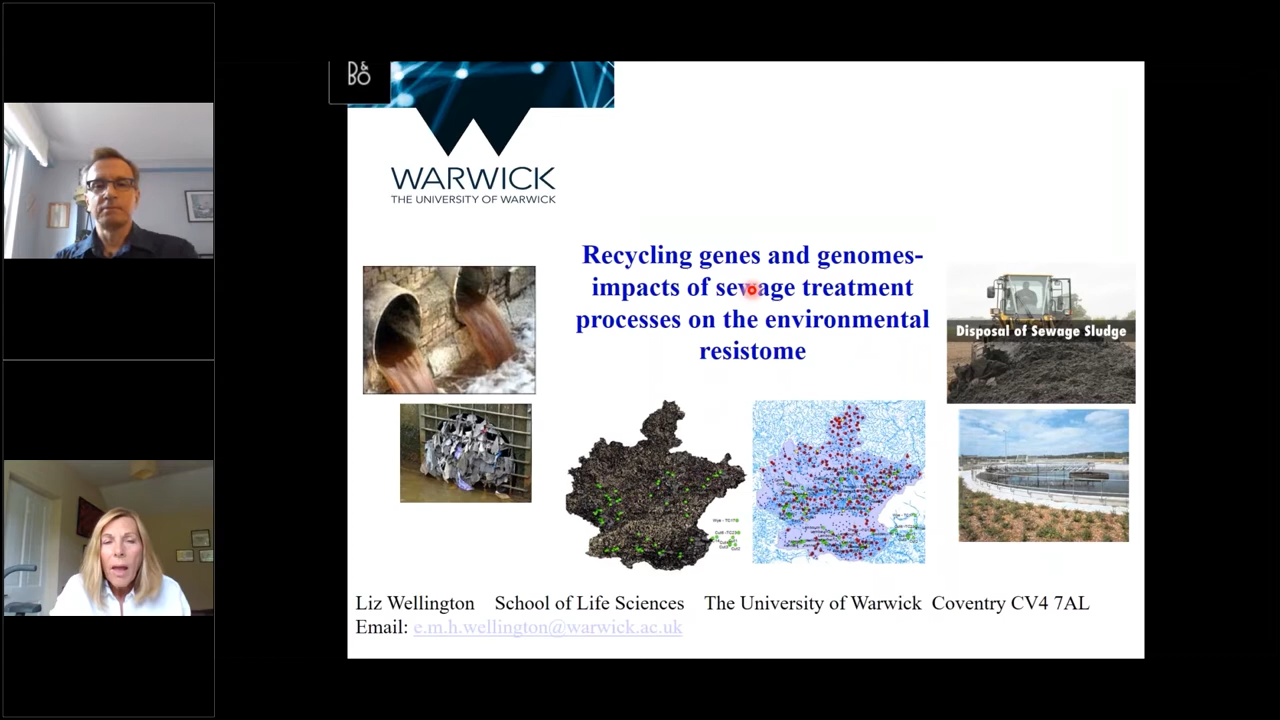 B&
BO
WARWICK
THE UNIVERSITY OF WARWICK
Recycling genes and genomes-
impacts of sewage treatment
processes on the environmental
resistome
Disposal of Sewage Sludge
Liz Wellington School of Life Sciences The University of Warwick Coventry CV4 7AL
Email: e.m.h.wellington@warwick.ac.uk